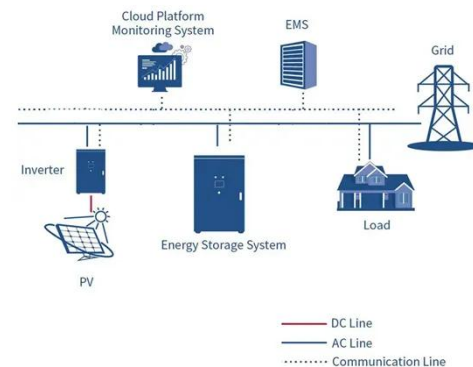 Cloud Platform
Monitoring System
EMS
Grid
Inverter
Energy Storage System
Load
PV
DC Line
AC Line
Communication Line